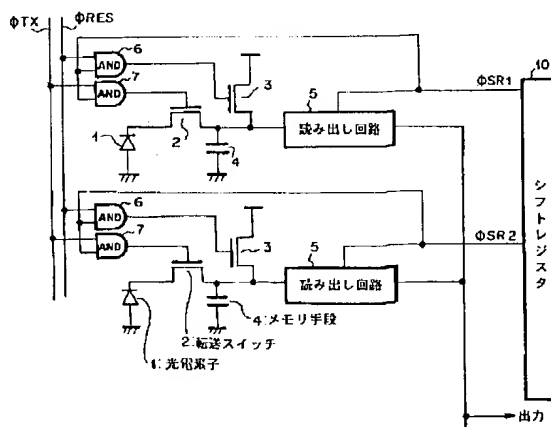 ΦTX ΦRES
6
AND
7
AND
3
5
読み出し回路
10
ΦSR1
1
2
4
シフトレジスタ
6
AND
7
AND
3
5
読み出し回路
ΦSR2
4:メモリ手段
2:転送スイッチ
1:光電素子
出力